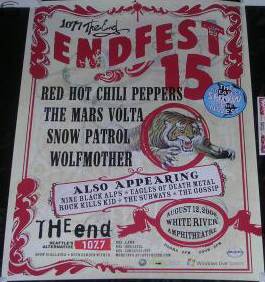 107.7 The End
ENDFEST
15
RED HOT CHILI PEPPERS
THE MARS VOLTA
SNOW PATROL
WOLFMOTHER
ALSO APPEARING
NINE BLACK ALPS • EAGLES OF DEATH METAL
ROCK KILLS KID • THE SUBWAYS • THE GOSSIP
AUGUST 12, 2006
WHITE RIVER
AMPHITHEATRE
THE end
SEATTLE'S
ALTERNATIVE
107.7